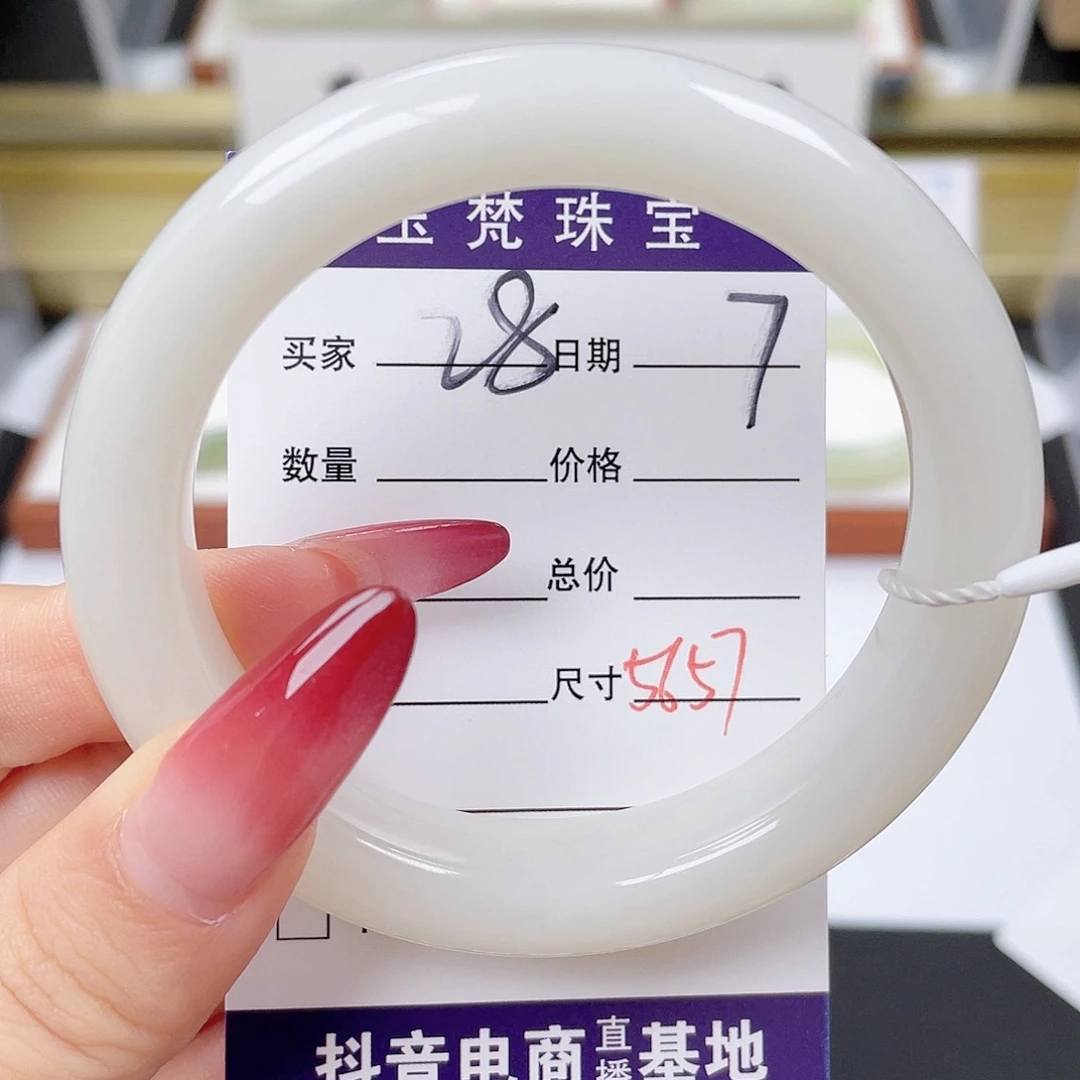 玉梵珠宝
买家 28 日期 7
数量 价格
总价
尺寸 5657
抖音电商直播基地